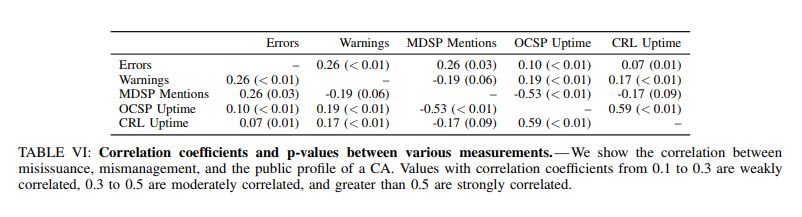 Errors Warnings MDSP Mentions OCSP Uptime CRL Uptime
Errors – 0.26 (< 0.01) 0.26 (0.03) 0.10 (< 0.01) 0.07 (0.01)
Warnings 0.26 (< 0.01) – -0.19 (0.06) 0.19 (< 0.01) 0.17 (< 0.01)
MDSP Mentions 0.26 (0.03) -0.19 (0.06) – -0.53 (< 0.01) -0.17 (0.09)
OCSP Uptime 0.10 (< 0.01) 0.19 (< 0.01) -0.53 (< 0.01) – 0.59 (< 0.01)
CRL Uptime 0.07 (0.01) 0.17 (< 0.01) -0.17 (0.09) 0.59 (< 0.01) –
TABLE VI: Correlation coefficients and p-values between various measurements.—We show the correlation between
misissuance, mismanagement, and the public profile of a CA. Values with correlation coefficients from 0.1 to 0.3 are weakly
correlated, 0.3 to 0.5 are moderately correlated, and greater than 0.5 are strongly correlated.